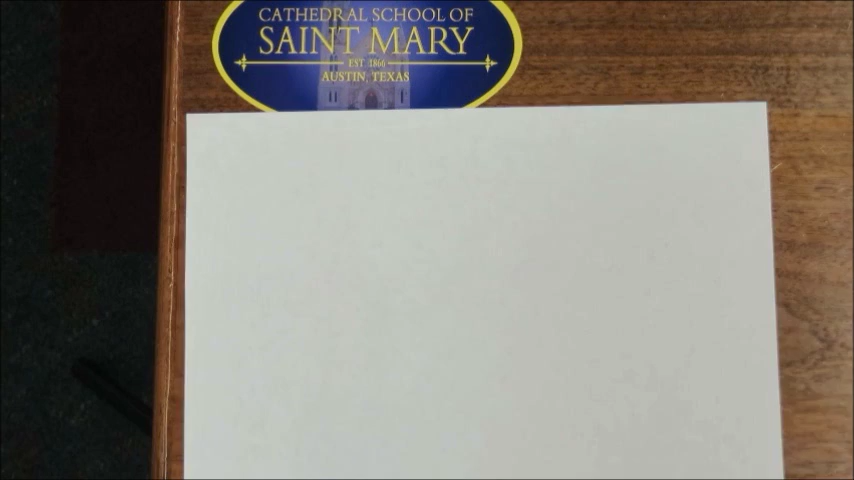 CATHEDRAL SCHOOL OF
SAINT MARY
EST. 1866
AUSTIN, TEXAS